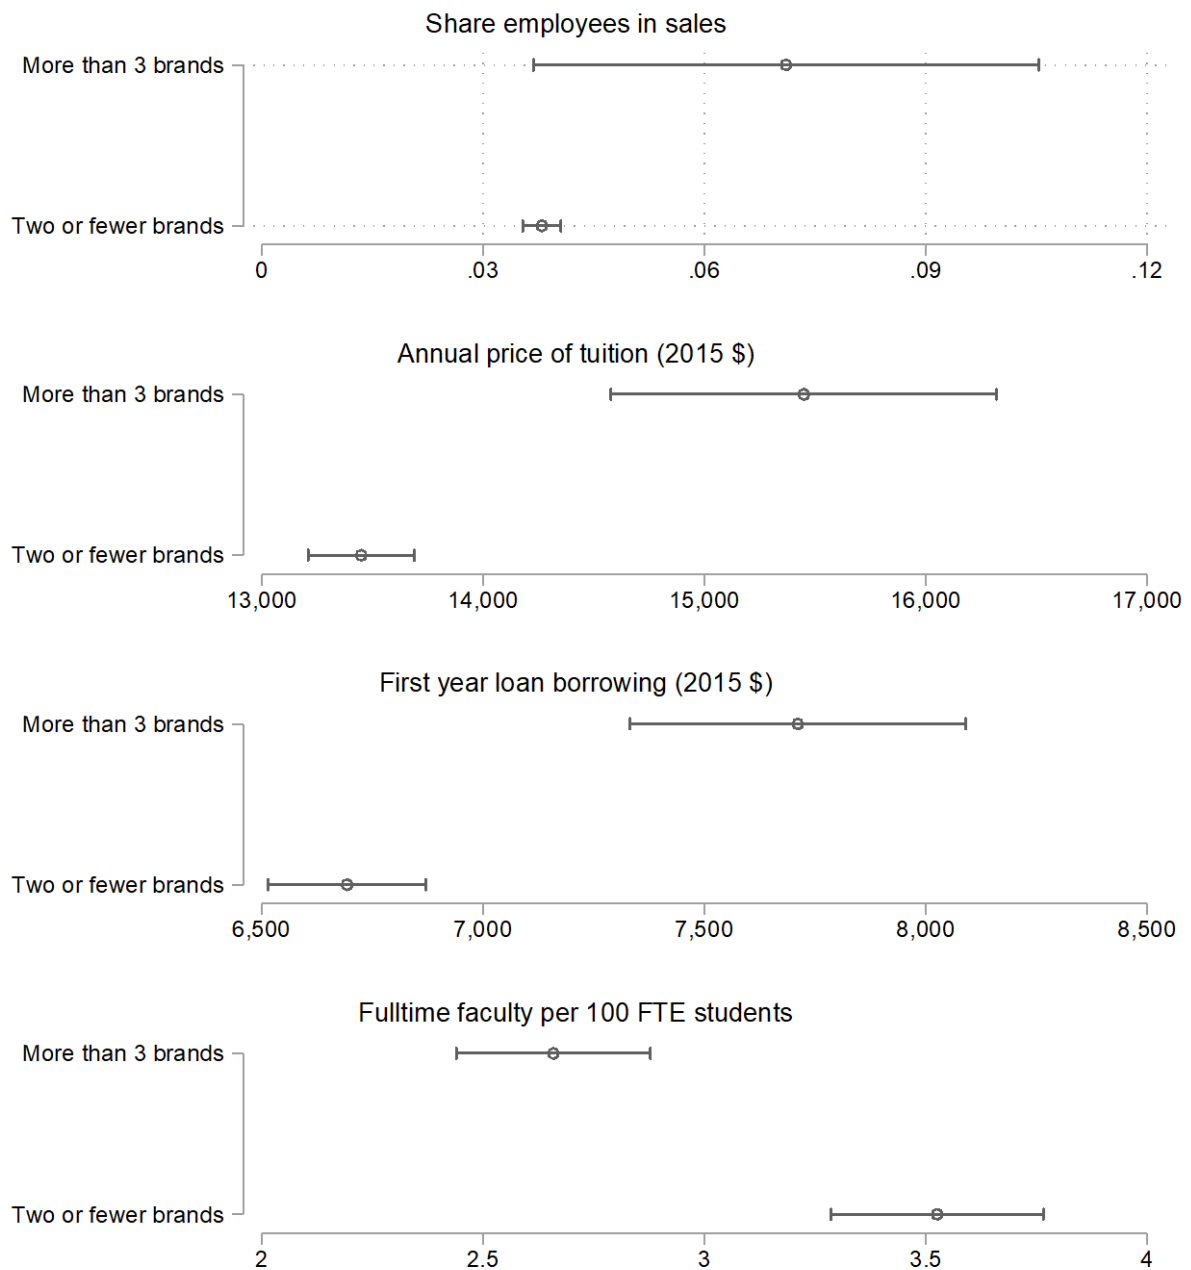 Share employees in sales
More than 3 brands
Two or fewer brands
0 .03 .06 .09 .12
Annual price of tuition (2015 $)
More than 3 brands
Two or fewer brands
13,000 14,000 15,000 16,000 17,000
First year loan borrowing (2015 $)
More than 3 brands
Two or fewer brands
6,500 7,000 7,500 8,000 8,500
Fulltime faculty per 100 FTE students
More than 3 brands
Two or fewer brands
2 2.5 3 3.5 4